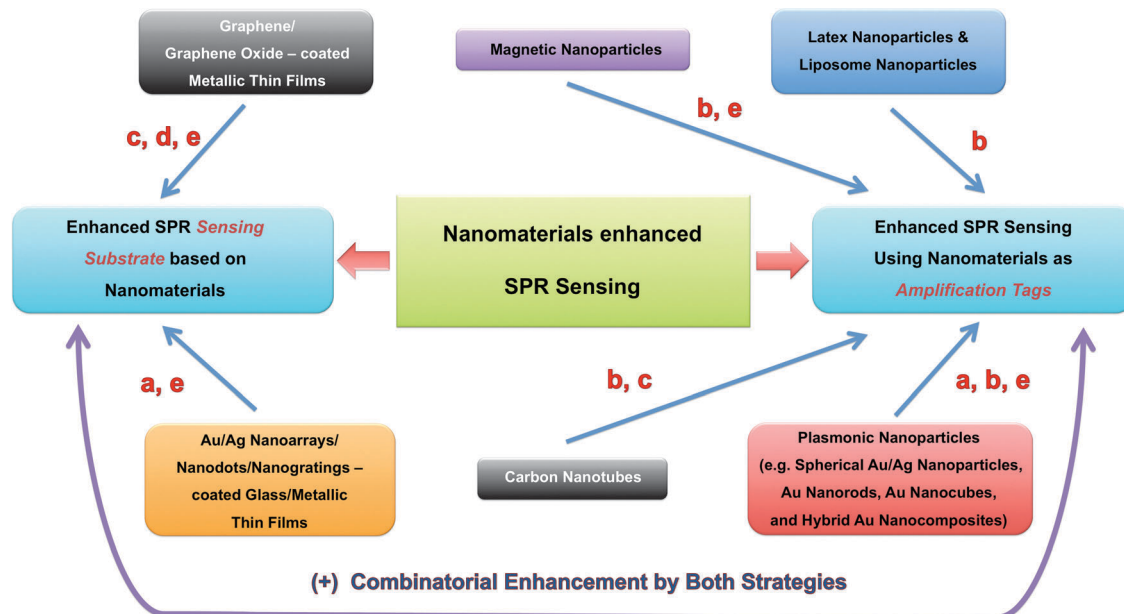 Graphene/
Graphene Oxide – coated
Metallic Thin Films
Magnetic Nanoparticles
Latex Nanoparticles &
Liposome Nanoparticles
c, d, e
b, e
b
Enhanced SPR Sensing
Substrate based on
Nanomaterials
Nanomaterials enhanced
SPR Sensing
Enhanced SPR Sensing
Using Nanomaterials as
Amplification Tags
a, e
b, c
a, b, e
Au/Ag Nanoarrays/
Nanodots/Nanogratings –
coated Glass/Metallic
Thin Films
Carbon Nanotubes
Plasmonic Nanoparticles
(e.g. Spherical Au/Ag Nanoparticles,
Au Nanorods, Au Nanocubes,
and Hybrid Au Nanocomposites)
(+) Combinatorial Enhancement by Both Strategies